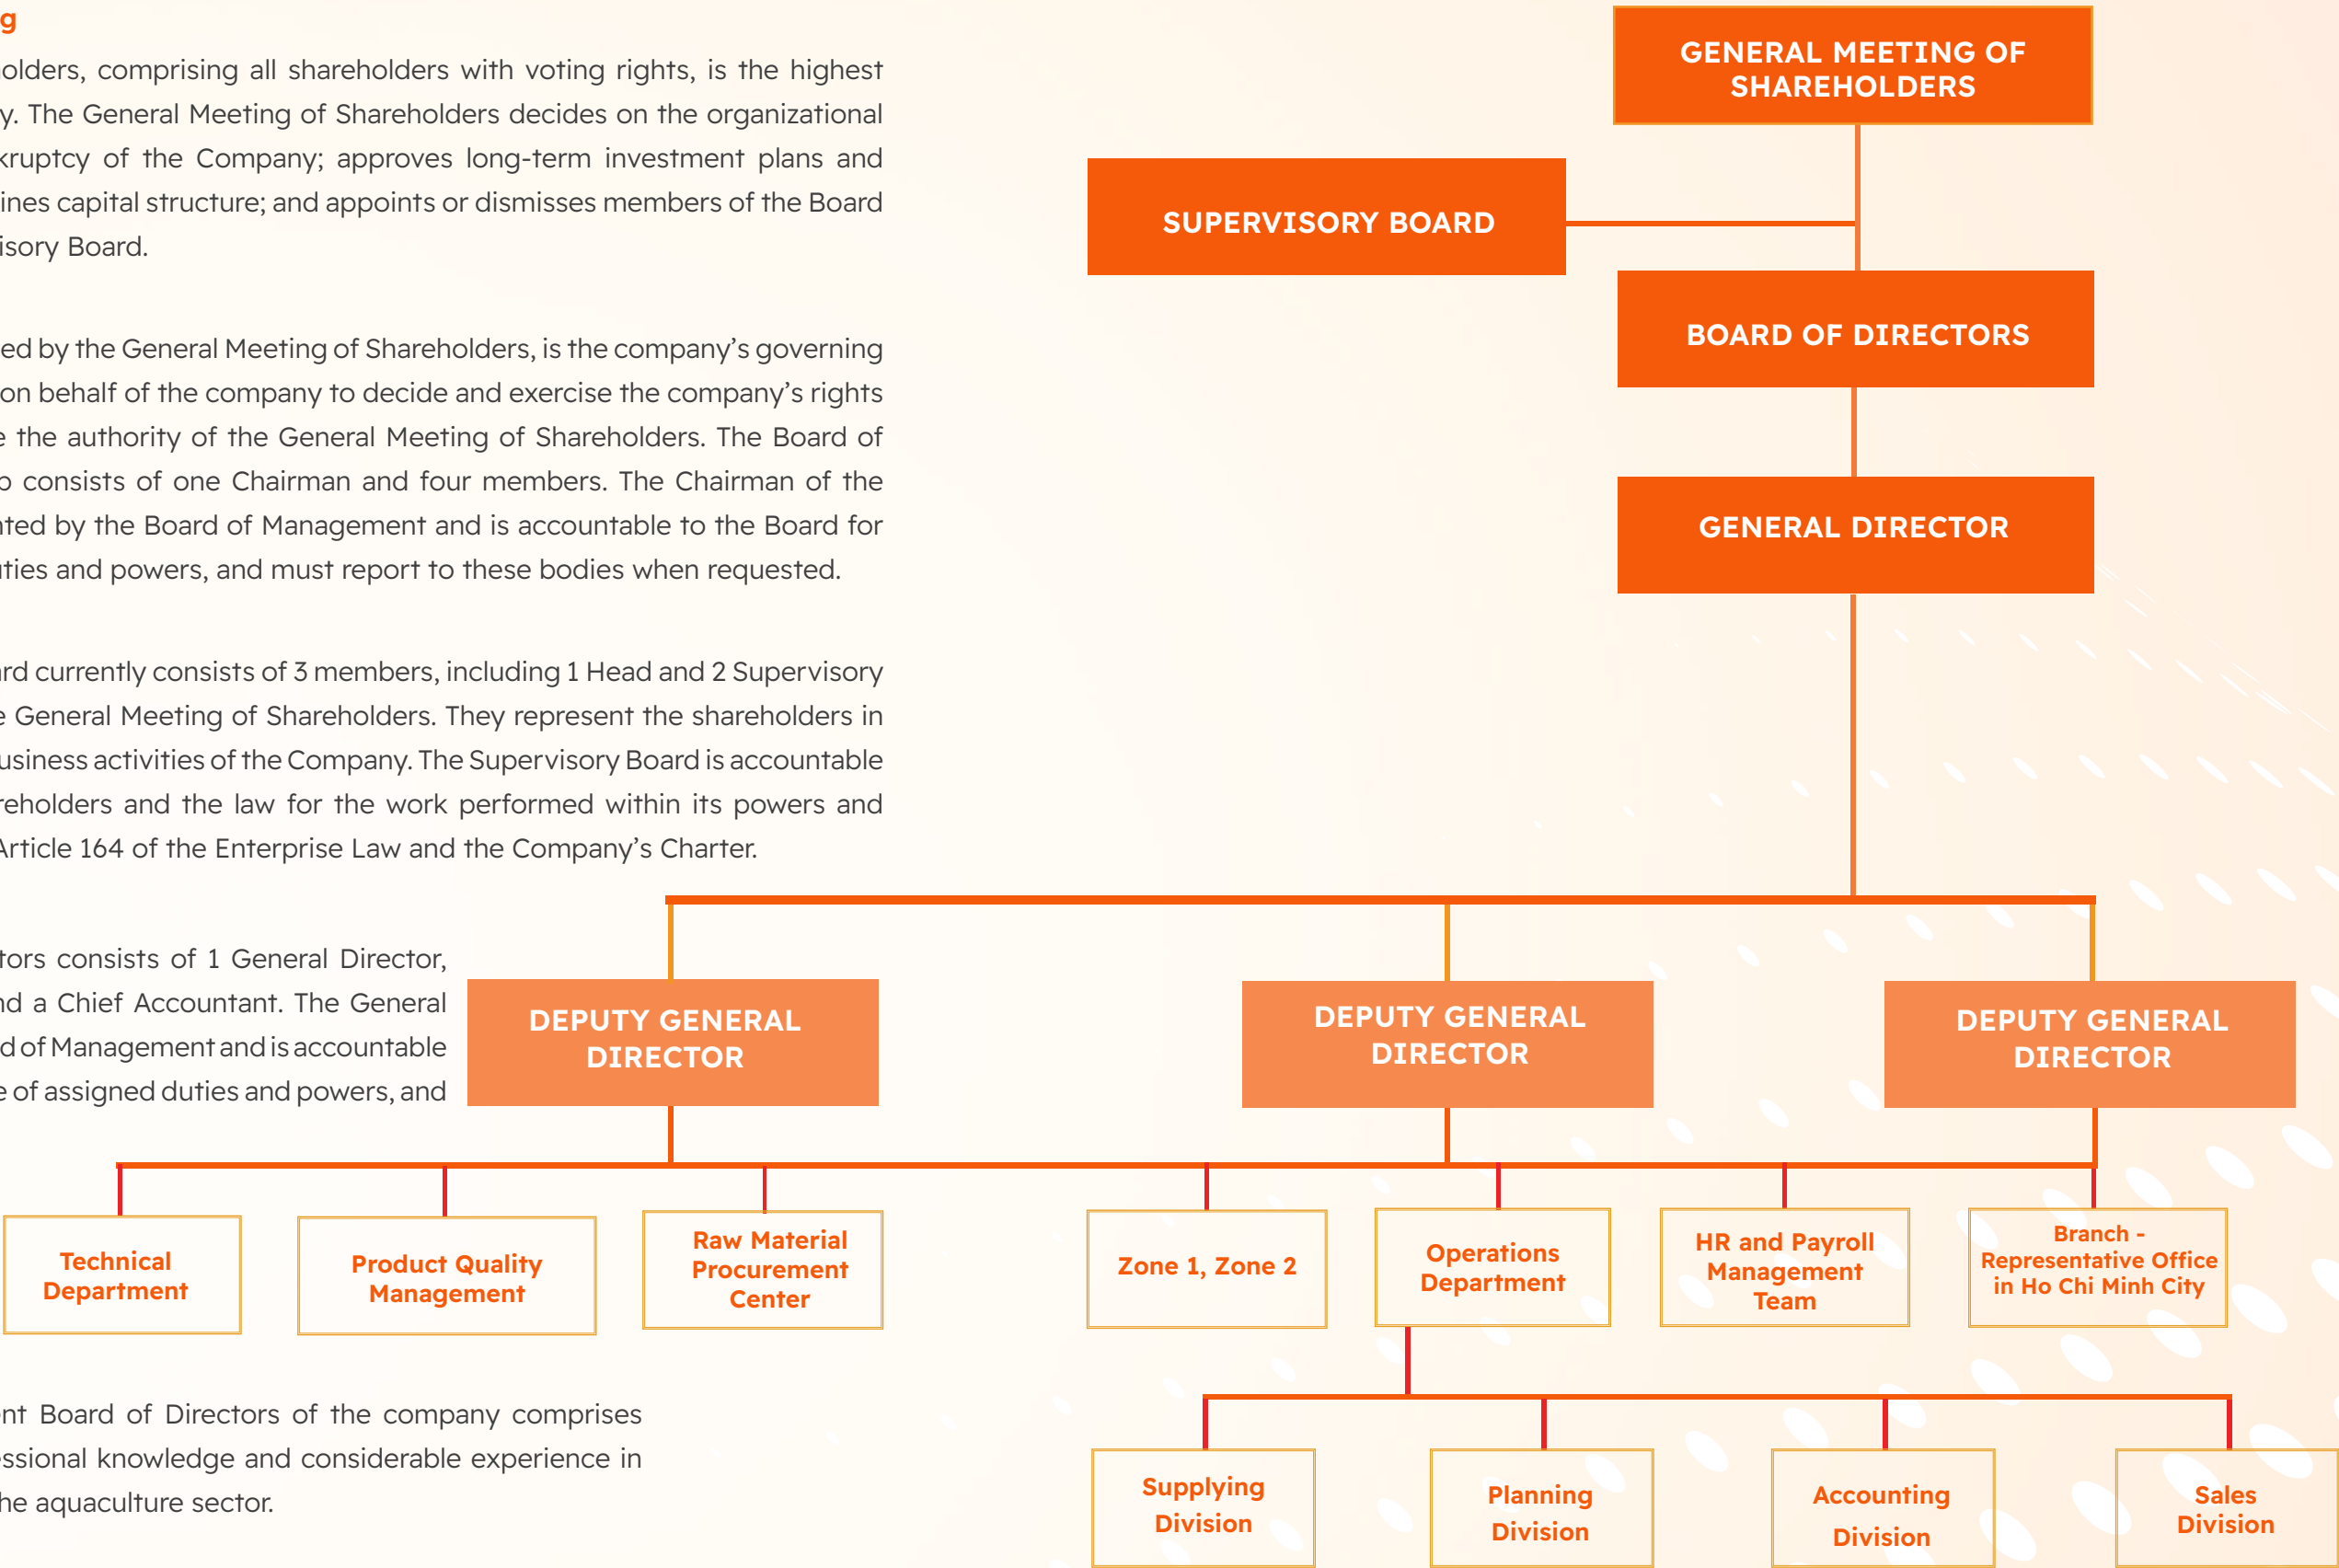 g
olders, comprising all shareholders with voting rights, is the highest
y. The General Meeting of Shareholders decides on the organizational
kruptcy of the Company; approves long-term investment plans and
ines capital structure; and appoints or dismisses members of the Board
isory Board.
ed by the General Meeting of Shareholders, is the company's governing
on behalf of the company to decide and exercise the company's rights
e the authority of the General Meeting of Shareholders. The Board of
p consists of one Chairman and four members. The Chairman of the
nted by the Board of Management and is accountable to the Board for
uties and powers, and must report to these bodies when requested.
ard currently consists of 3 members, including 1 Head and 2 Supervisory
e General Meeting of Shareholders. They represent the shareholders in
usiness activities of the Company. The Supervisory Board is accountable
reholders and the law for the work performed within its powers and
Article 164 of the Enterprise Law and the Company's Charter.
tors consists of 1 General Director,
nd a Chief Accountant. The General
d of Management and is accountable
e of assigned duties and powers, and
nt Board of Directors of the company comprises
essional knowledge and considerable experience in
he aquaculture sector.
GENERAL MEETING OF
SHAREHOLDERS
SUPERVISORY BOARD
BOARD OF DIRECTORS
GENERAL DIRECTOR
DEPUTY GENERAL
DIRECTOR
DEPUTY GENERAL
DIRECTOR
DEPUTY GENERAL
DIRECTOR
Technical
Department
Product Quality
Management
Raw Material
Procurement
Center
Zone 1, Zone 2
Operations
Department
HR and Payroll
Management
Team
Branch -
Representative Office
in Ho Chi Minh City
Supplying
Division
Planning
Division
Accounting
Division
Sales
Division